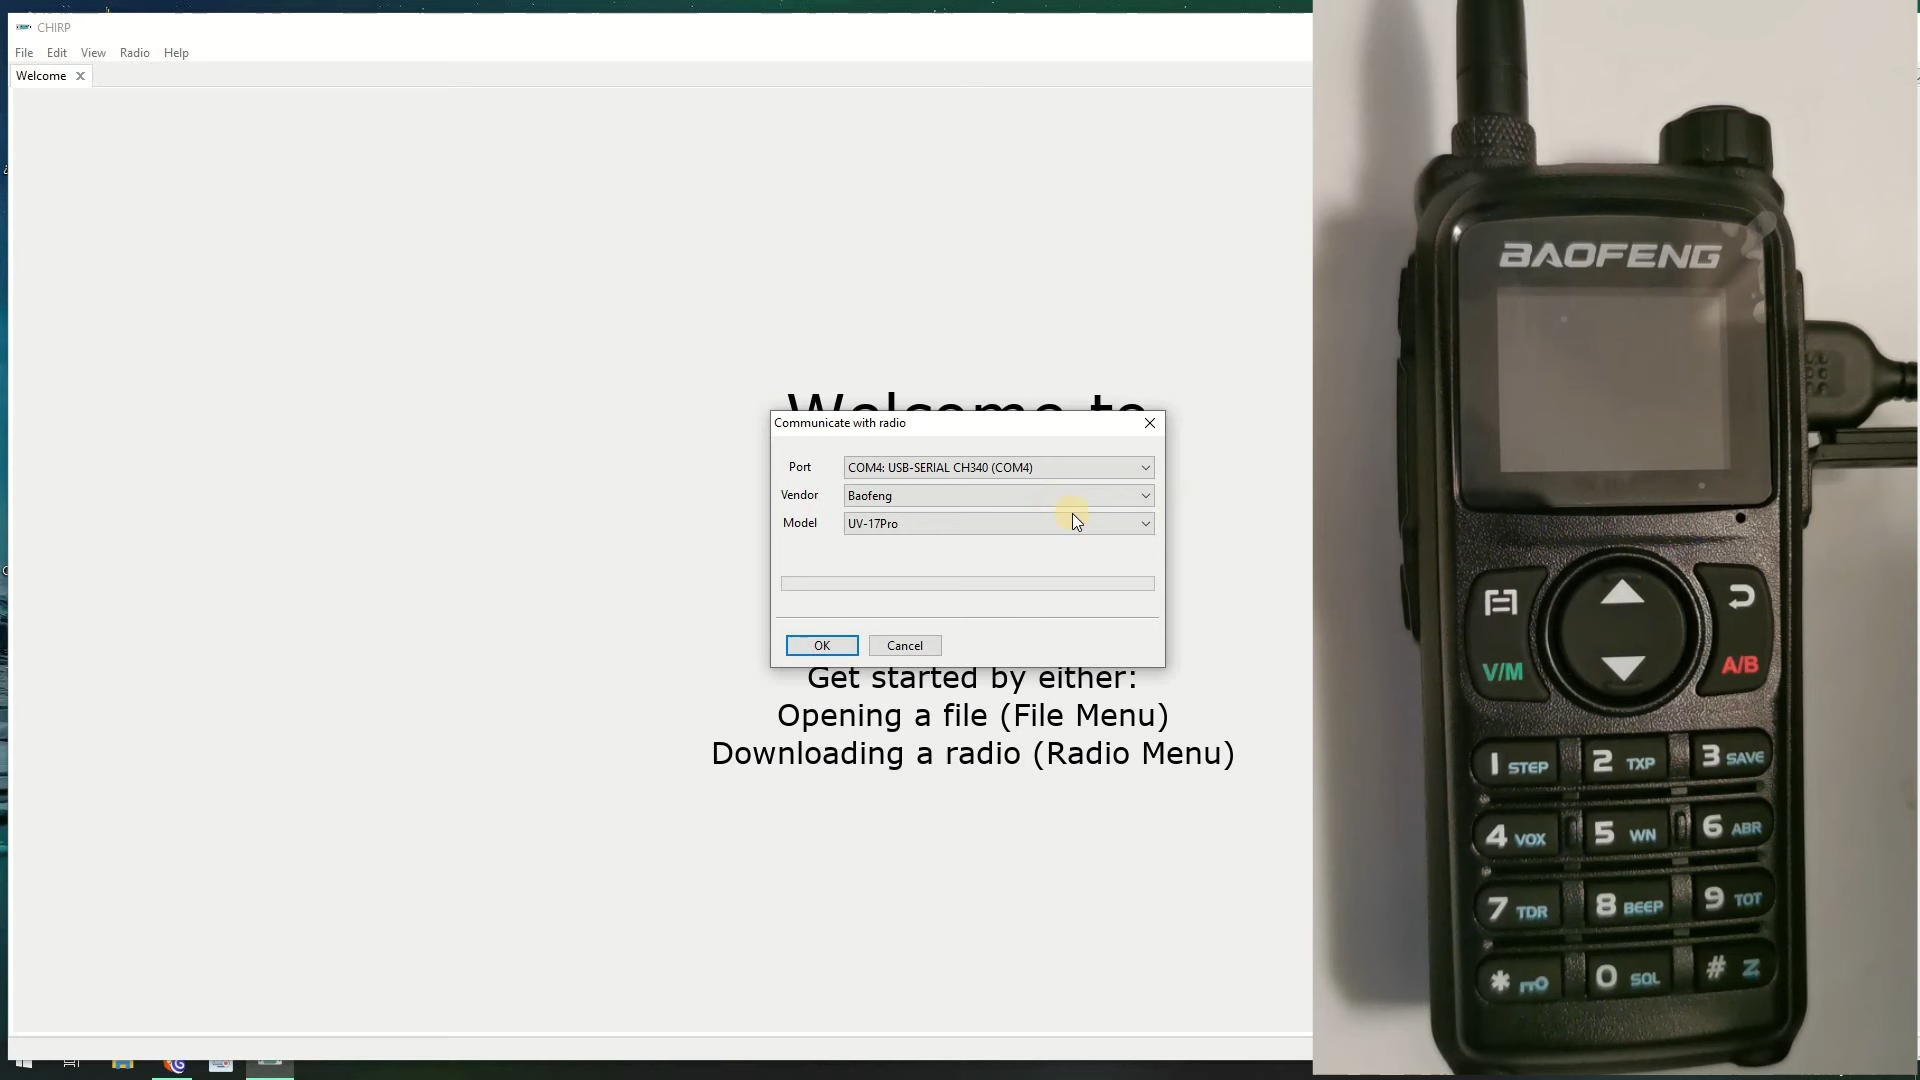 CHIRP
File Edit View Radio Help
Welcome
Communicate with radio
Port COM4: USB-SERIAL CH340 (COM4)
Vendor Baofeng
Model UV-17Pro
OK Cancel
Get started by either:
Opening a file (File Menu)
Downloading a radio (Radio Menu)
BAOFENG
V/M A/B
1 STEP 2 TXP 3 SAVE
4 VOX 5 WN 6 ABR
7 TDR 8 BEEP 9 TOT
* 0 SQL #